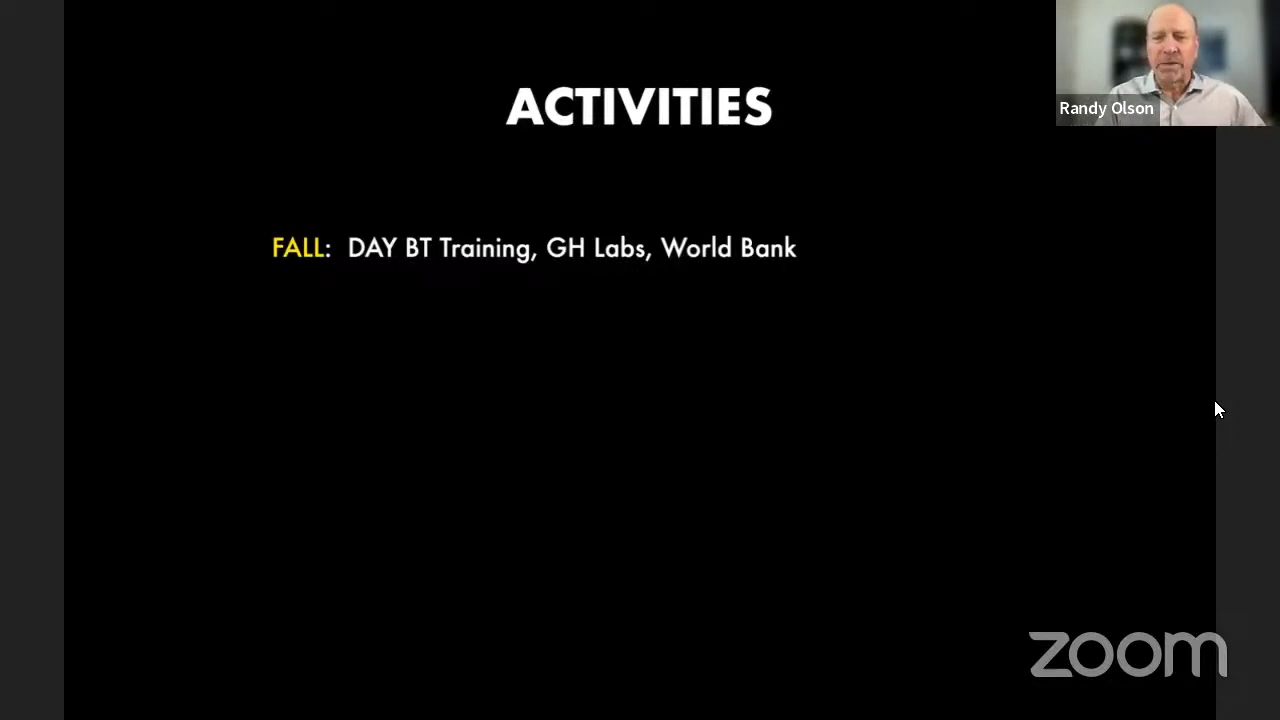 ACTIVITIES
Randy Olson
FALL: DAY BT Training, GH Labs, World Bank
zoom